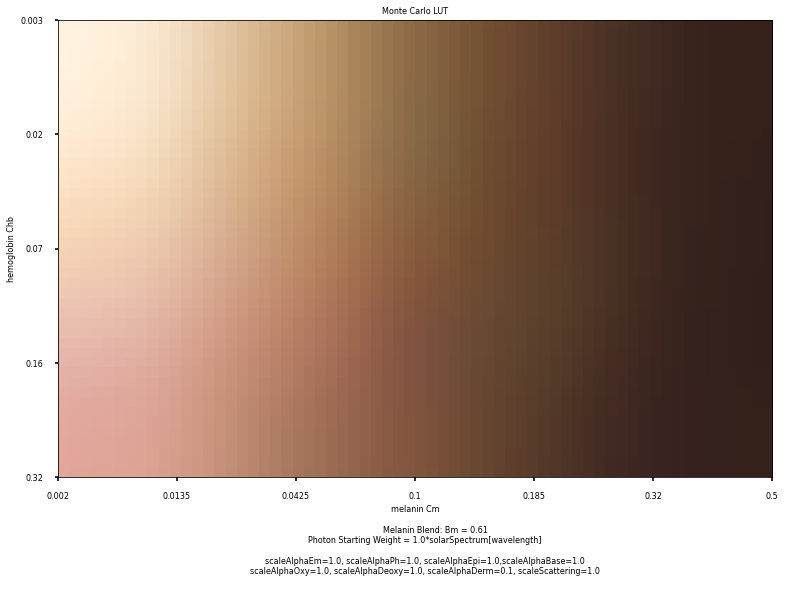 Monte Carlo LUT
0.003
0.02
hemoglobin Chb
0.07
0.16
0.32
0.002 0.0135 0.0425 0.1 0.185 0.32 0.5
melanin Cm
Melanin Blend: Bm = 0.61
Photon Starting Weight = 1.0*solarSpectrum[wavelength]
scaleAlphaEm=1.0, scaleAlphaPh=1.0, scaleAlphaEpi=1.0,scaleAlphaBase=1.0
scaleAlphaOxy=1.0, scaleAlphaDeoxy=1.0, scaleAlphaDerm=0.1, scaleScattering=1.0